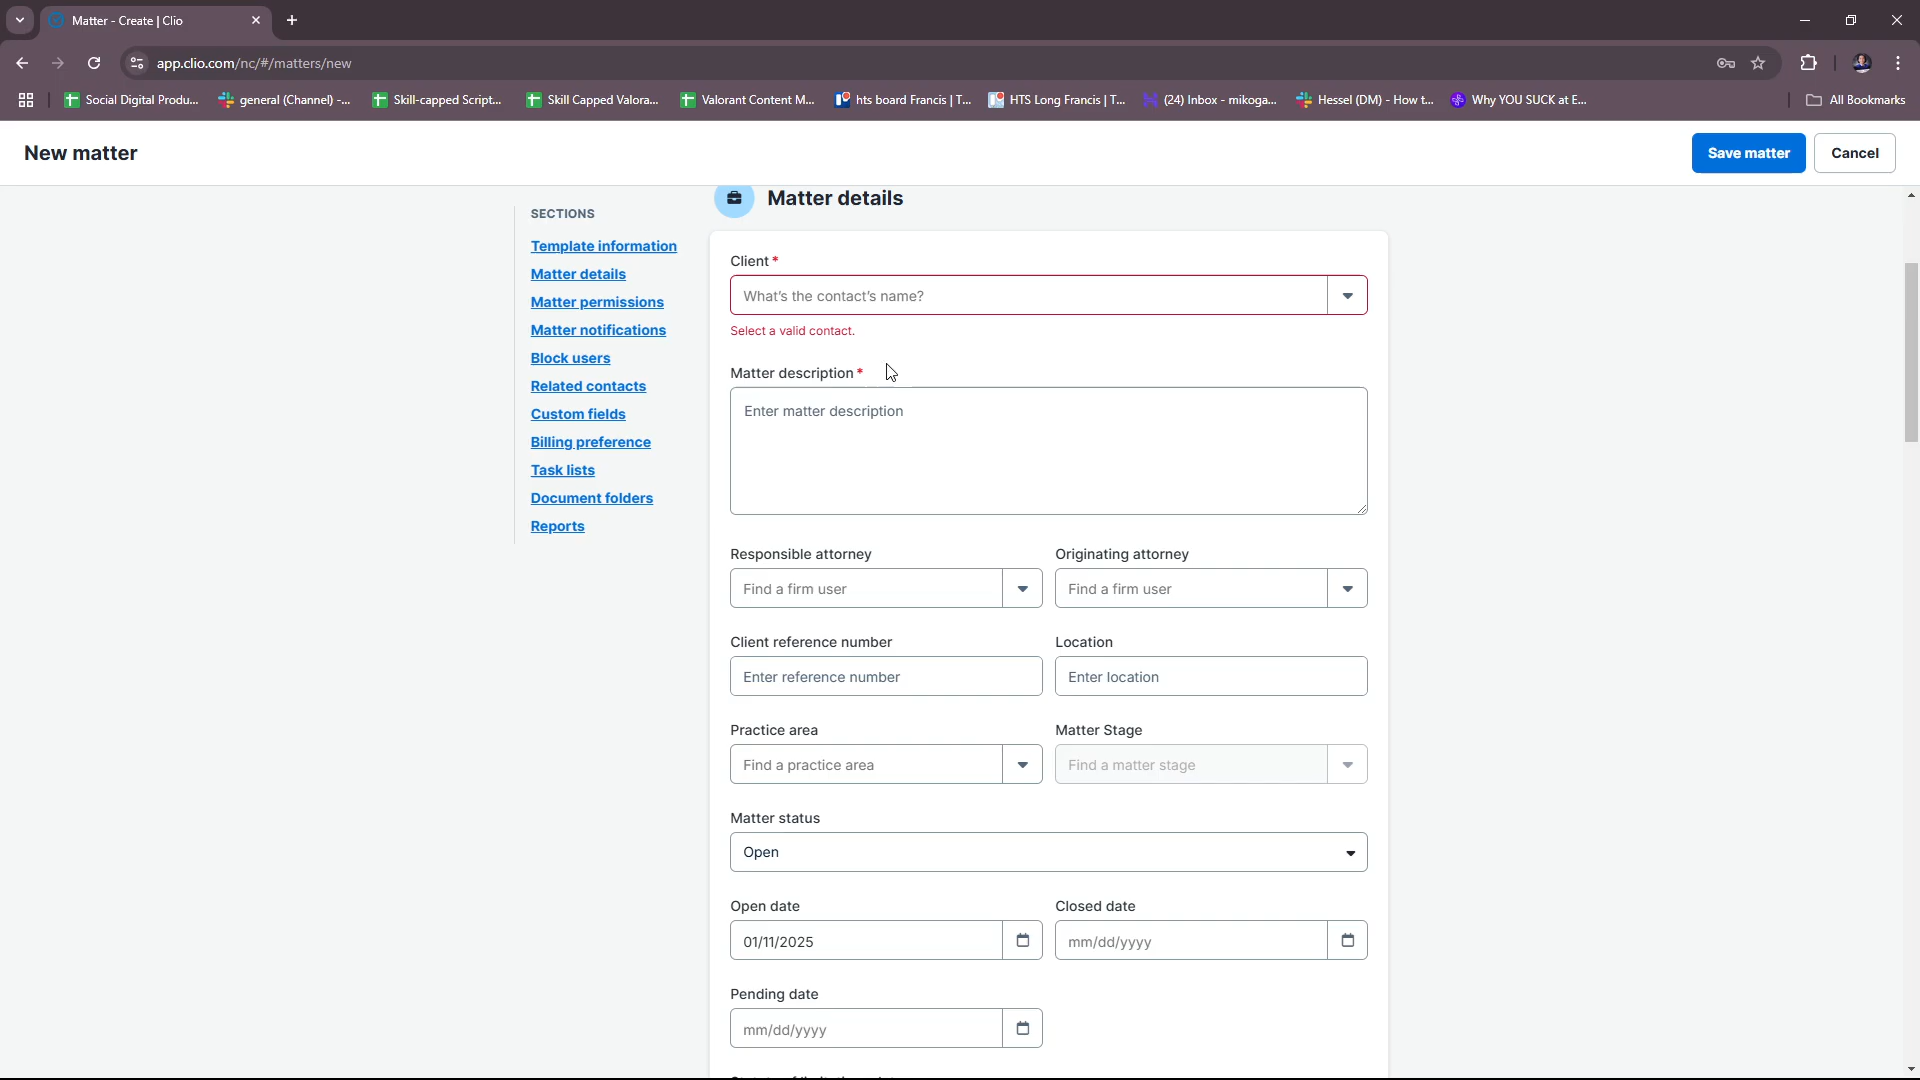 Matter - Create | Clio
app.clio.com/nc/#/matters/new
Social Digital Produ...
general (Channel) -...
Skill-capped Script...
Skill Capped Valora...
Valorant Content M...
hts board Francis | T...
HTS Long Francis | T...
(24) Inbox - mikoga...
Hessel (DM) - How t...
Why YOU SUCK at E...
All Bookmarks
New matter
Save matter
Cancel
SECTIONS
Template information
Matter details
Matter permissions
Matter notifications
Block users
Related contacts
Custom fields
Billing preference
Task lists
Document folders
Reports
Matter details
Client *
What's the contact's name?
Select a valid contact.
Matter description *
Enter matter description
Responsible attorney
Originating attorney
Find a firm user
Find a firm user
Client reference number
Location
Enter reference number
Enter location
Practice area
Matter Stage
Find a practice area
Find a matter stage
Matter status
Open
Open date
Closed date
01/11/2025
mm/dd/yyyy
Pending date
mm/dd/yyyy